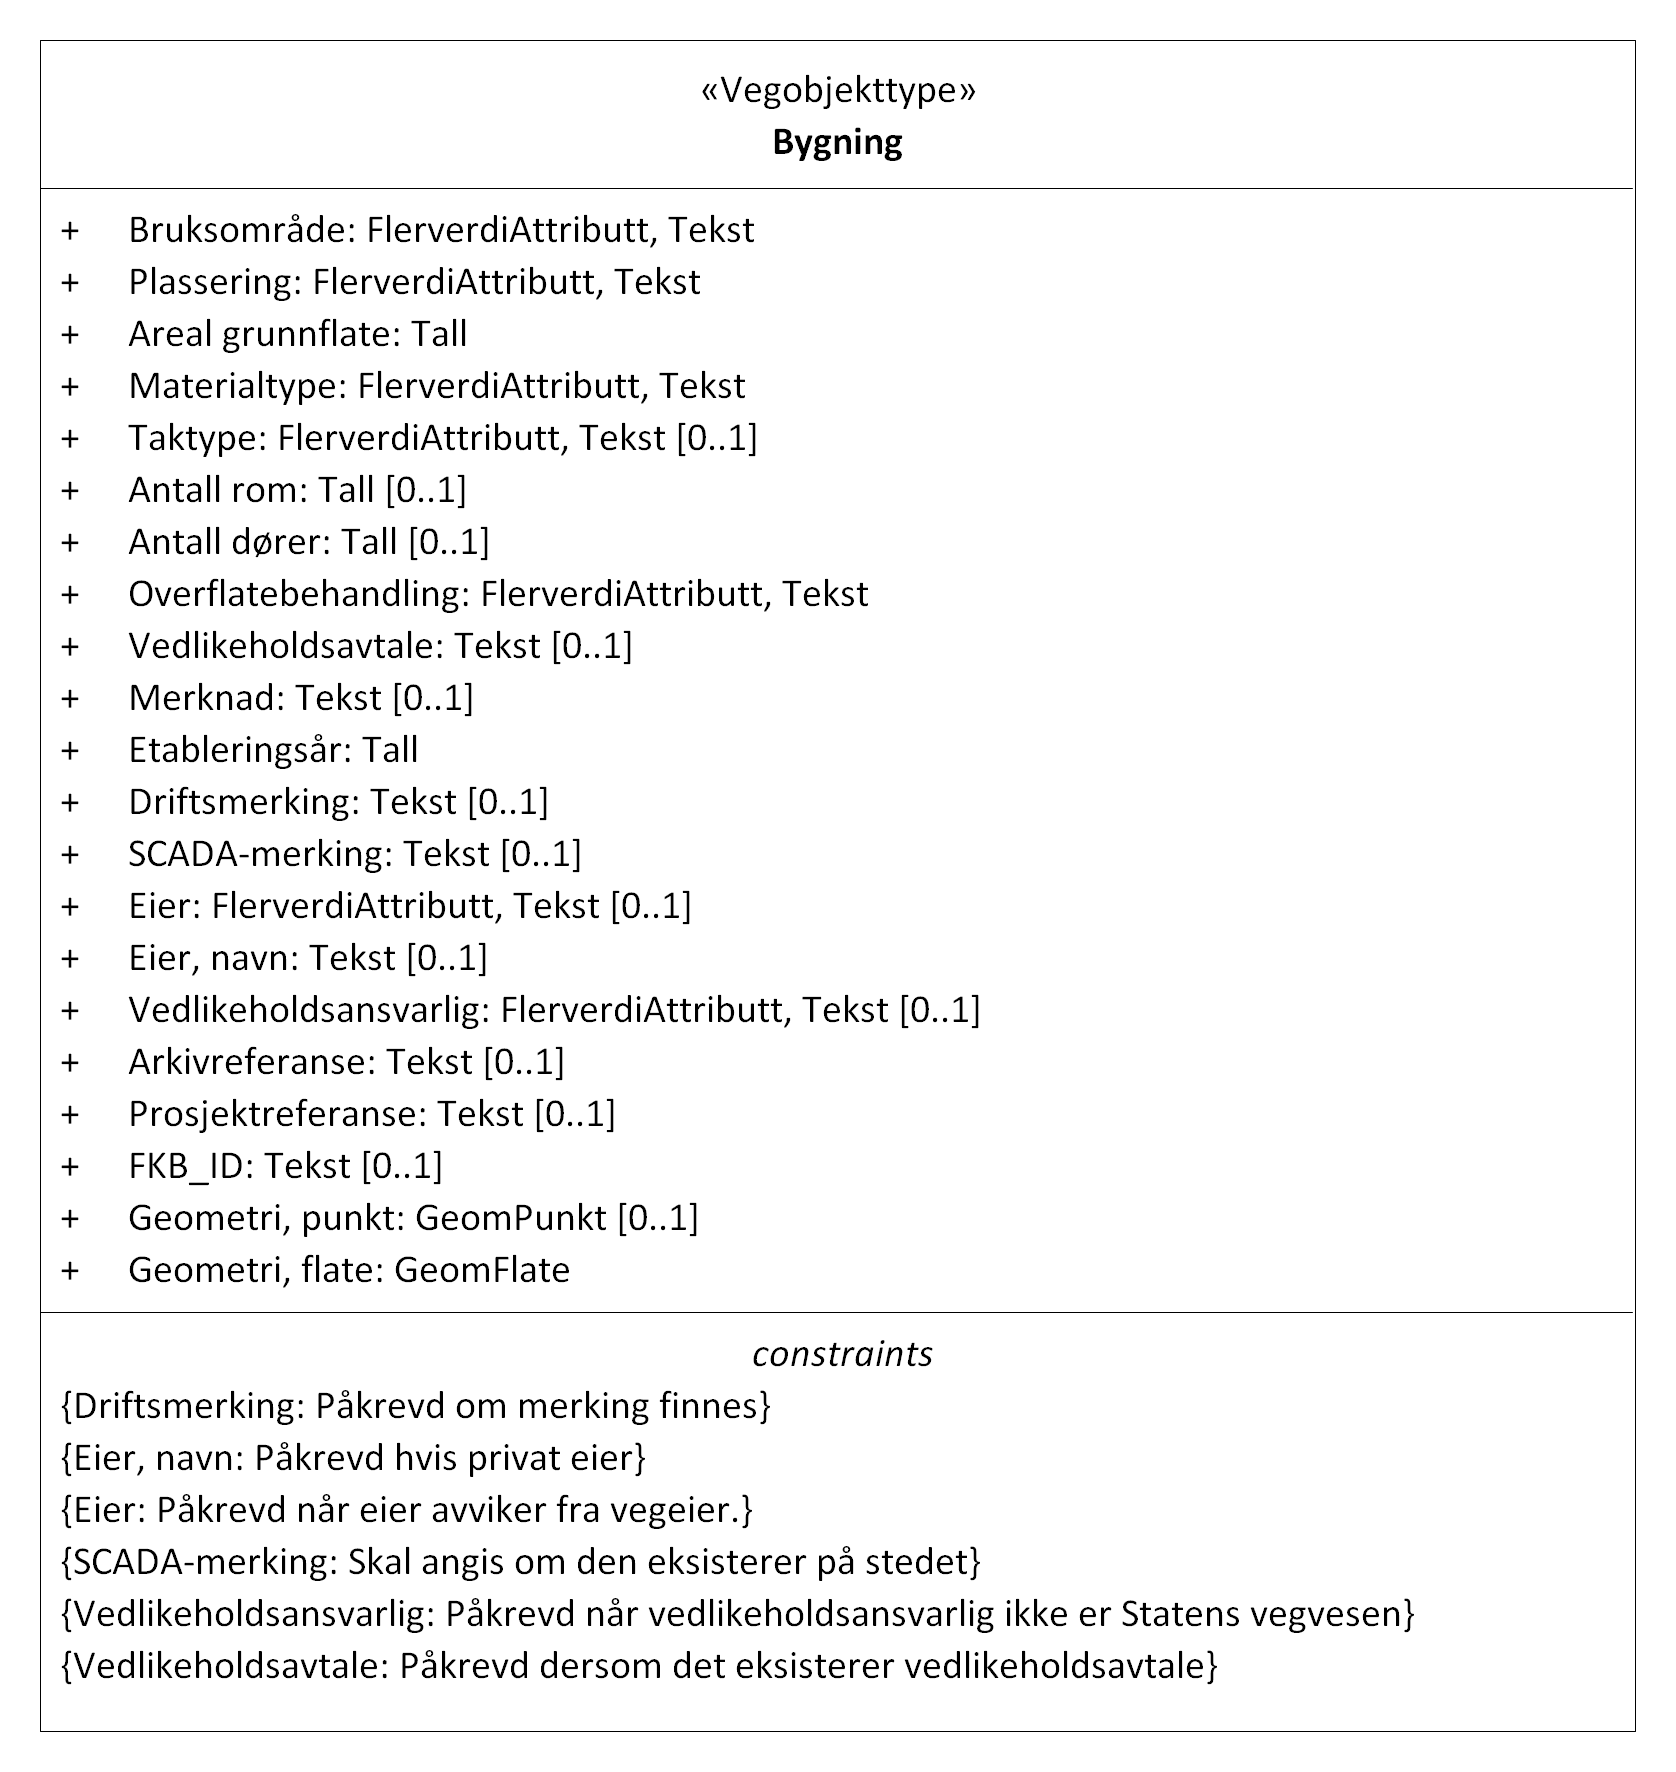 «Vegobjekttype»
Bygning
+ Bruksområde: FlerverdiAttributt, Tekst
+ Plassering: FlerverdiAttributt, Tekst
+ Areal grunnflate: Tall
+ Materialtype: FlerverdiAttributt, Tekst
+ Taktype: FlerverdiAttributt, Tekst [0..1]
+ Antall rom: Tall [0..1]
+ Antall dører: Tall [0..1]
+ Overflatebehandling: FlerverdiAttributt, Tekst
+ Vedlikeholdsavtale: Tekst [0..1]
+ Merknad: Tekst [0..1]
+ Etableringsår: Tall
+ Driftsmerking: Tekst [0..1]
+ SCADA-merking: Tekst [0..1]
+ Eier: FlerverdiAttributt, Tekst [0..1]
+ Eier, navn: Tekst [0..1]
+ Vedlikeholdsansvarlig: FlerverdiAttributt, Tekst [0..1]
+ Arkivreferanse: Tekst [0..1]
+ Prosjektreferanse: Tekst [0..1]
+ FKB_ID: Tekst [0..1]
+ Geometri, punkt: GeomPunkt [0..1]
+ Geometri, flate: GeomFlate
constraints
{Driftsmerking: Påkrevd om merking finnes}
{Eier, navn: Påkrevd hvis privat eier}
{Eier: Påkrevd når eier avviker fra vegeier.}
{SCADA-merking: Skal angis om den eksisterer på stedet}
{Vedlikeholdsansvarlig: Påkrevd når vedlikeholdsansvarlig ikke er Statens vegvesen}
{Vedlikeholdsavtale: Påkrevd dersom det eksisterer vedlikeholdsavtale}